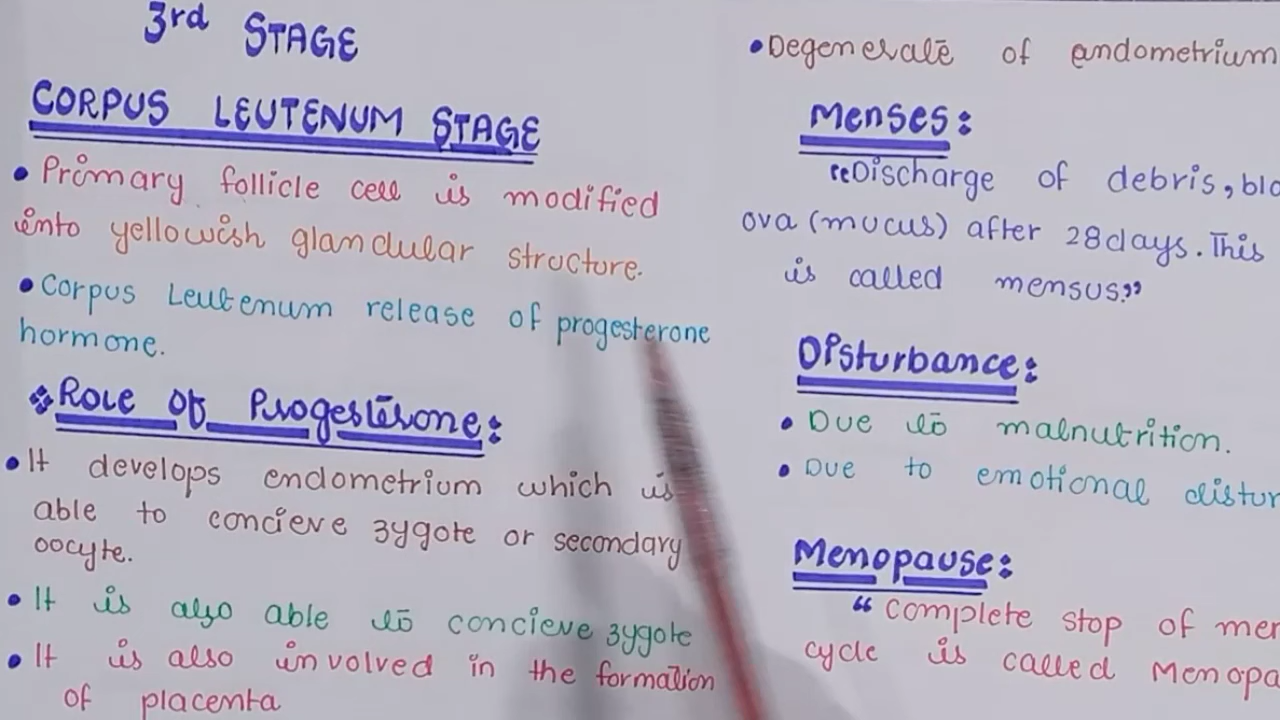 3rd STAGE
CORPUS LEUTENUM STAGE
• Primary follicle cell is modified
into yellowish glandular structure.
• Corpus Leutenum release of progesterone
hormone.
❖ Role of Progesterone:
• It develops endometrium which is
able to concieve zygote or secondary
oocyte.
• It is also able to concieve zygote
• It is also involved in the formation
of placenta
• Degenerate of endometrium
Menses:
"Discharge of debris,
ova (mucus) after 28days. This
is called mensus."
Disturbance:
• Due to malnutrition.
• Due to emotional
Menopause:
"Complete stop of
cycle is called